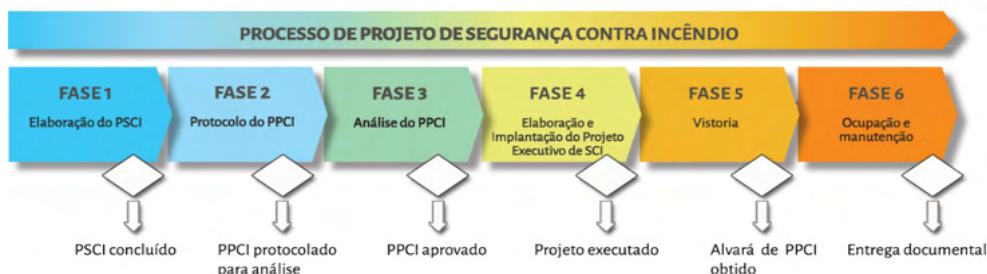 PROCESSO DE PROJETO DE SEGURANÇA CONTRA INCÊNDIO
FASE 1
Elaboração do PSCI
FASE 2
Protocolo do PPCI
FASE 3
Análise do PPCI
FASE 4
Elaboração e
Implantação do Projeto
Executivo de SCI
FASE 5
Vistoria
FASE 6
Ocupação e
manutenção
PSCI concluído
PPCI protocolado
para análise
PPCI aprovado
Projeto executado
Alvará de PPCI
obtido
Entrega documental